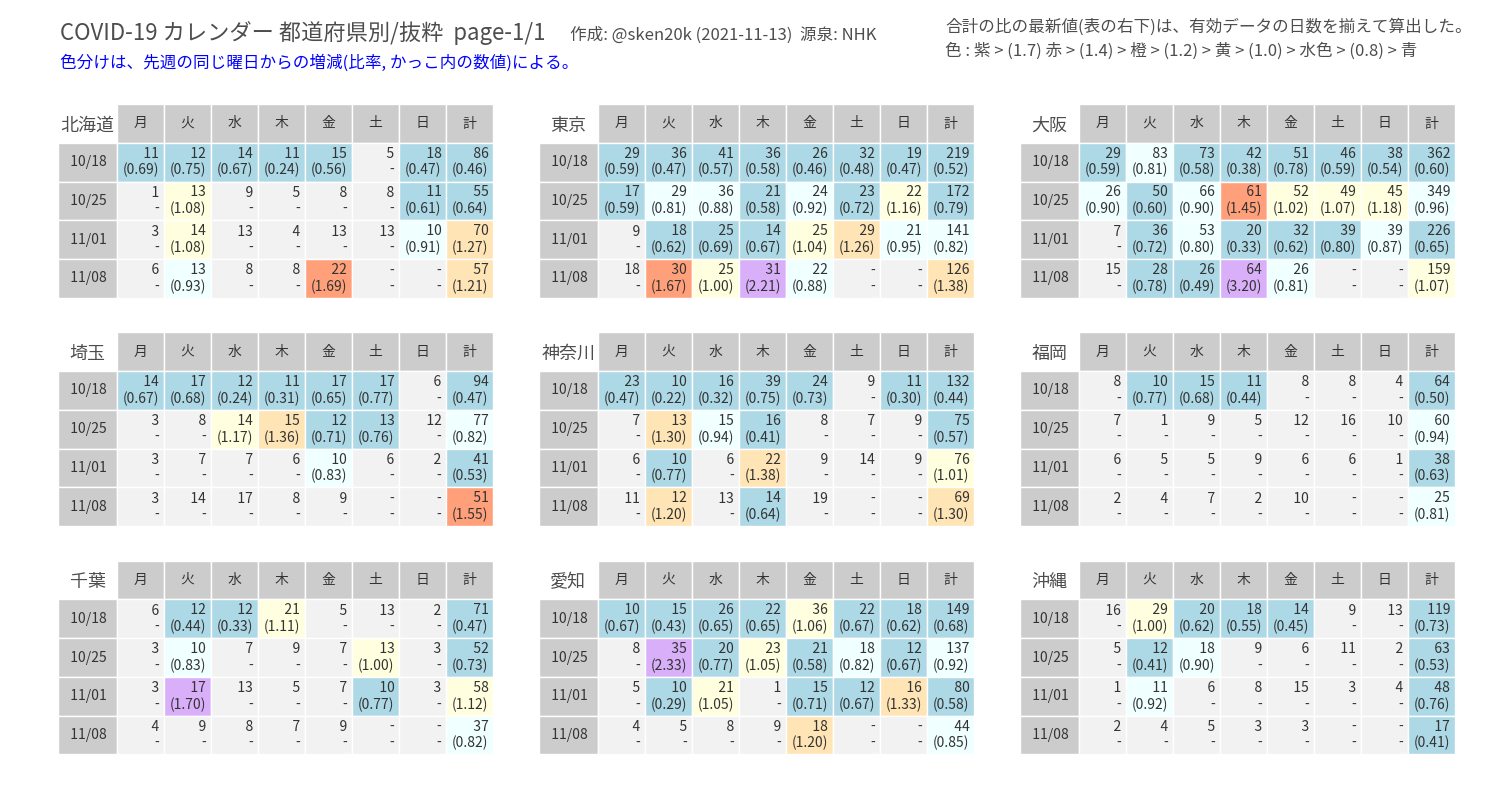 COVID-19 カレンダー 都道府県別/抜粋 page-1/1 作成: @sken20k (2021-11-13) 源泉: NHK
合計の比の最新値(表の右下)は、有効データの日数を揃えて算出した。
色分けは、先週の同じ曜日からの増減(比率, かっこ内の数値)による。
色 : 紫 > (1.7) 赤 > (1.4) > 橙 > (1.2) > 黄 > (1.0) > 水色 > (0.8) > 青
北海道 月 火 水 木 金 土 日 計
10/18 11 12 14 11 15 5 18 86
(0.69) (0.75) (0.67) (0.24) (0.56) - (0.47) (0.46)
10/25 1 13 9 5 8 8 11 55
- (1.08) - - - - (0.61) (0.64)
11/01 3 14 13 4 13 13 10 70
- (1.08) - - - - (0.91) (1.27)
11/08 6 13 8 8 22 - - 57
- (0.93) - - (1.69) - - (1.21)
東京 月 火 水 木 金 土 日 計
10/18 29 36 41 36 26 32 19 219
(0.59) (0.47) (0.57) (0.58) (0.46) (0.48) (0.47) (0.52)
10/25 17 29 36 21 24 23 22 172
(0.59) (0.81) (0.88) (0.58) (0.92) (0.72) (1.16) (0.79)
11/01 9 18 25 14 25 29 21 141
- (0.62) (0.69) (0.67) (1.04) (1.26) (0.95) (0.82)
11/08 18 30 25 31 22 - - 126
- (1.67) (1.00) (2.21) (0.88) - - (1.38)
大阪 月 火 水 木 金 土 日 計
10/18 29 83 73 42 51 46 38 362
(0.59) (0.81) (0.58) (0.38) (0.78) (0.59) (0.54) (0.60)
10/25 26 50 66 61 52 49 45 349
(0.90) (0.60) (0.90) (1.45) (1.02) (1.07) (1.18) (0.96)
11/01 7 36 53 20 32 39 39 226
- (0.72) (0.80) (0.33) (0.62) (0.80) (0.87) (0.65)
11/08 15 28 26 64 26 - - 159
- (0.78) (0.49) (3.20) (0.81) - - (1.07)
埼玉 月 火 水 木 金 土 日 計
10/18 14 17 12 11 17 17 6 94
(0.67) (0.68) (0.24) (0.31) (0.65) (0.77) - (0.47)
10/25 3 8 14 15 12 13 12 77
- - (1.17) (1.36) (0.71) (0.76) - (0.82)
11/01 3 7 7 6 10 6 2 41
- - - - (0.83) - - (0.53)
11/08 3 14 17 8 9 - - 51
- - - - - - - (1.55)
神奈川 月 火 水 木 金 土 日 計
10/18 23 10 16 39 24 9 11 132
(0.47) (0.22) (0.32) (0.75) (0.73) - (0.30) (0.44)
10/25 7 13 15 16 8 7 9 75
- (1.30) (0.94) (0.41) - - - (0.57)
11/01 6 10 6 22 9 14 9 76
- (0.77) - (1.38) - - - (1.01)
11/08 11 12 13 14 19 - - 69
- (1.20) - (0.64) - - - (1.30)
福岡 月 火 水 木 金 土 日 計
10/18 8 10 15 11 8 8 4 64
- (0.77) (0.68) (0.44) - - - (0.50)
10/25 7 1 9 5 12 16 10 60
- - - - - - - (0.94)
11/01 6 5 5 9 6 6 1 38
- - - - - - - (0.63)
11/08 2 4 7 2 10 - - 25
- - - - - - - (0.81)
千葉 月 火 水 木 金 土 日 計
10/18 6 12 12 21 5 13 2 71
- (0.44) (0.33) (1.11) - - - (0.47)
10/25 3 10 7 9 7 13 3 52
- (0.83) - - - (1.00) - (0.73)
11/01 3 17 13 5 7 10 3 58
- (1.70) - - - (0.77) - (1.12)
11/08 4 9 8 7 9 - - 37
- - - - - - - (0.82)
愛知 月 火 水 木 金 土 日 計
10/18 10 15 26 22 36 22 18 149
(0.67) (0.43) (0.65) (0.65) (1.06) (0.67) (0.62) (0.68)
10/25 8 35 20 23 21 18 12 137
- (2.33) (0.77) (1.05) (0.58) (0.82) (0.67) (0.92)
11/01 5 10 21 1 15 12 16 80
- (0.29) (1.05) - (0.71) (0.67) (1.33) (0.58)
11/08 4 5 8 9 18 - - 44
- - - - (1.20) - - (0.85)
沖縄 月 火 水 木 金 土 日 計
10/18 16 29 20 18 14 9 13 119
- (1.00) (0.62) (0.55) (0.45) - - (0.73)
10/25 5 12 18 9 6 11 2 63
- (0.41) (0.90) - - - - (0.53)
11/01 1 11 6 8 15 3 4 48
- (0.92) - - - - - (0.76)
11/08 2 4 5 3 3 - - 17
- - - - - - - (0.41)